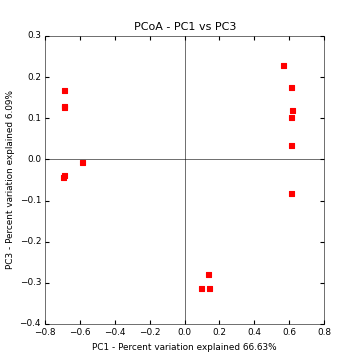 PCoA - PC1 vs PC3
0.3
0.2
0.1
0.0
−0.1
−0.2
−0.3
−0.4
PC3 - Percent variation explained 6.09%
−0.8 −0.6 −0.4 −0.2 0.0 0.2 0.4 0.6 0.8
PC1 - Percent variation explained 66.63%